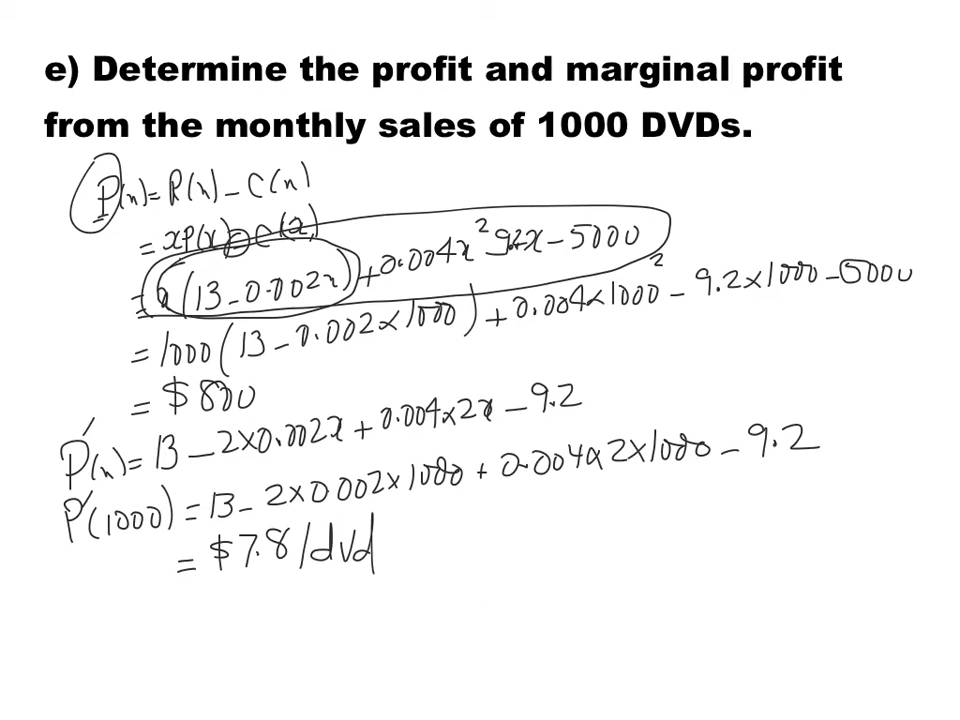 e) Determine the profit and marginal profit
from the monthly sales of 1000 DVDs.
P(x) = R(x) - C(x)
= xp(x) - C(x)
= x(13 - 0.002x) + 0.004x² - 9.2x - 5000
= 1000(13 - 0.002×1000) + 0.004×1000² - 9.2×1000 - 5000
= $800
P'(x) = 13 - 2×0.002x + 0.004×2x - 9.2
P'(1000) = 13 - 2×0.002×1000 + 0.004×2×1000 - 9.2
= $7.8/dvd